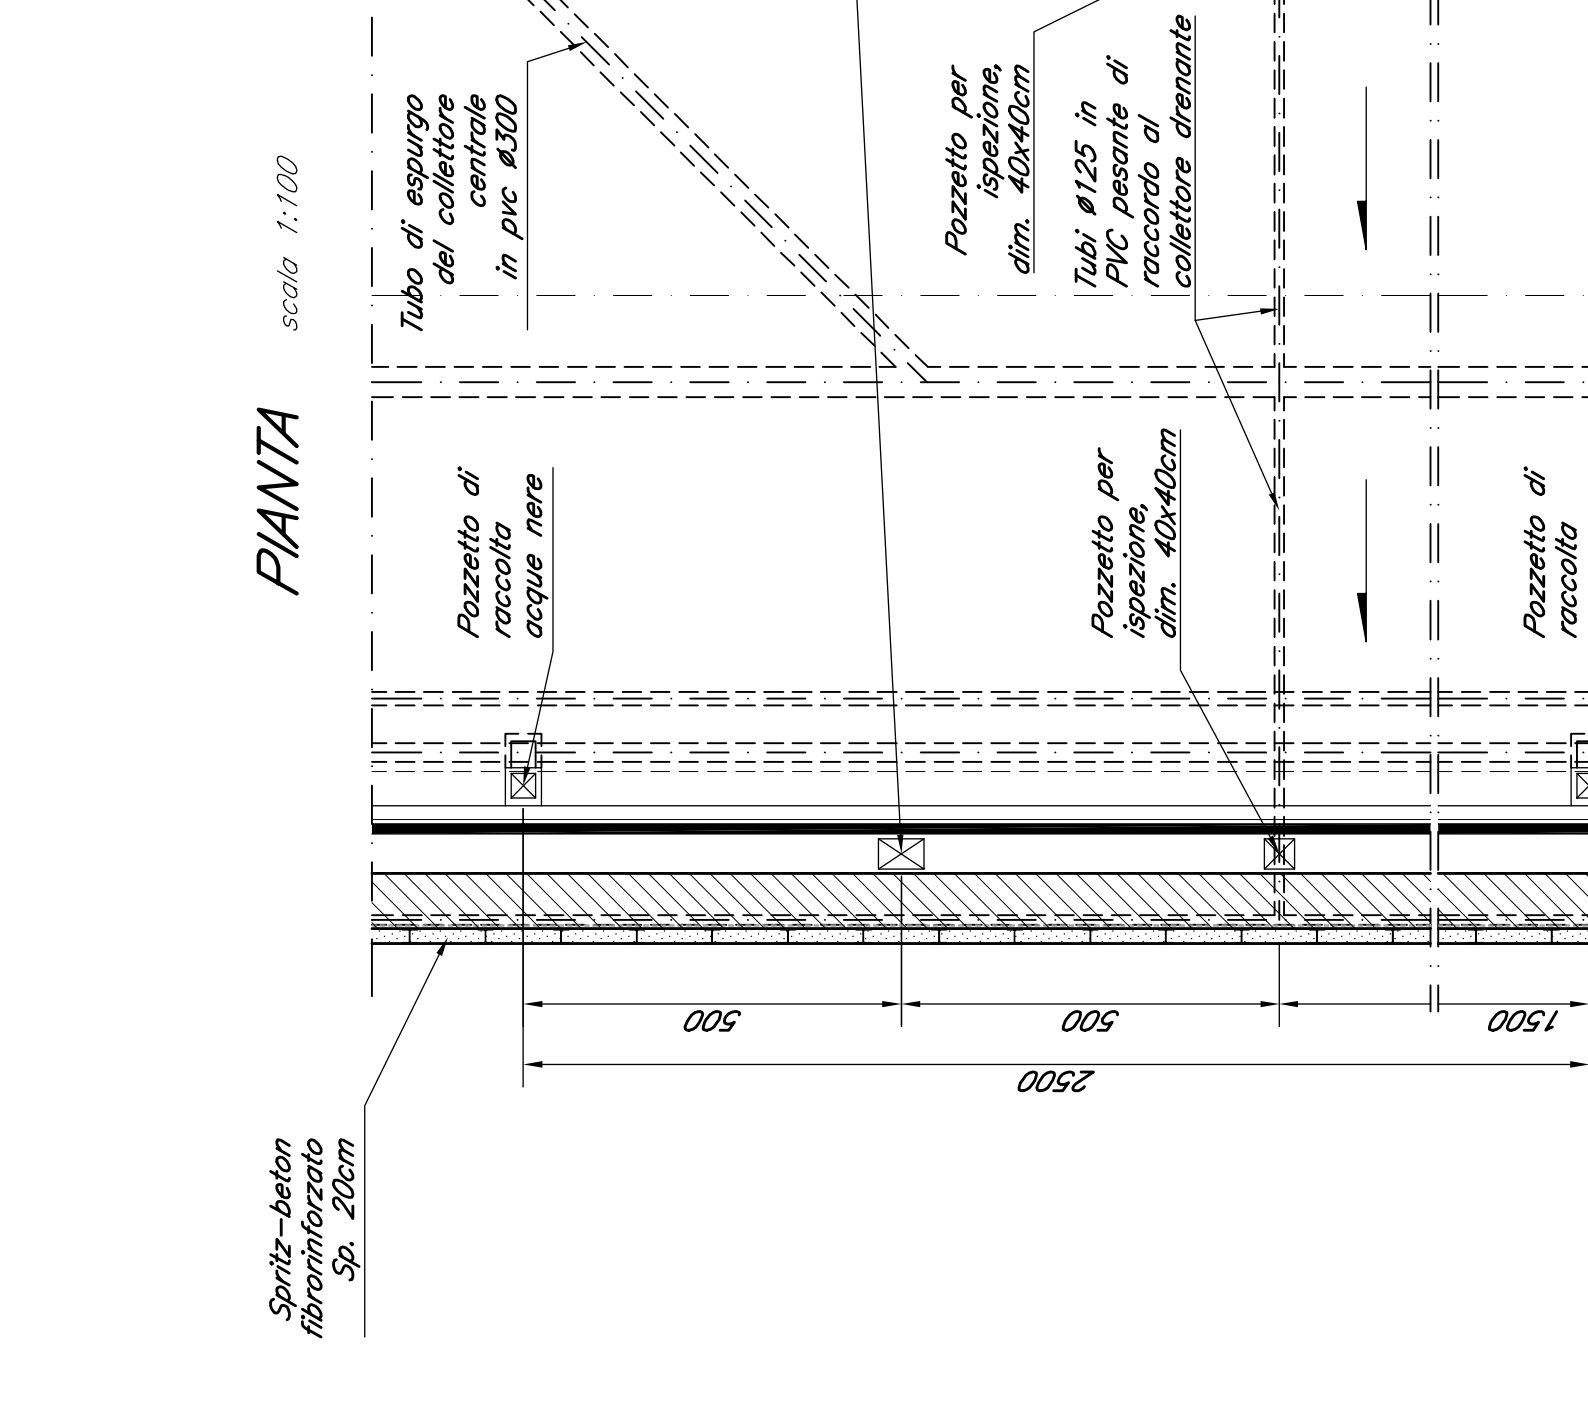 PIANTA scala 1:100
Tubo di espurgo
del collettore
centrale
in pvc ø300
Pozzetto per
ispezione,
dim. 40x40cm
Tubi ø125 in
PVC pesante di
raccordo al
collettore drenante
Pozzetto di
raccolta
acque nere
Pozzetto per
ispezione,
dim. 40x40cm
Pozzetto di
raccolta
500
500
1500
2500
Spritz-beton
fibrorinforzato
Sp. 20cm